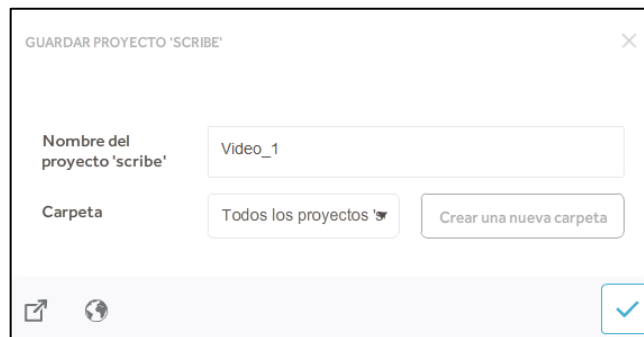 GUARDAR PROYECTO 'SCRIBE'
Nombre del
proyecto 'scribe'
Video_1
Carpeta
Todos los proyectos 's
Crear una nueva carpeta